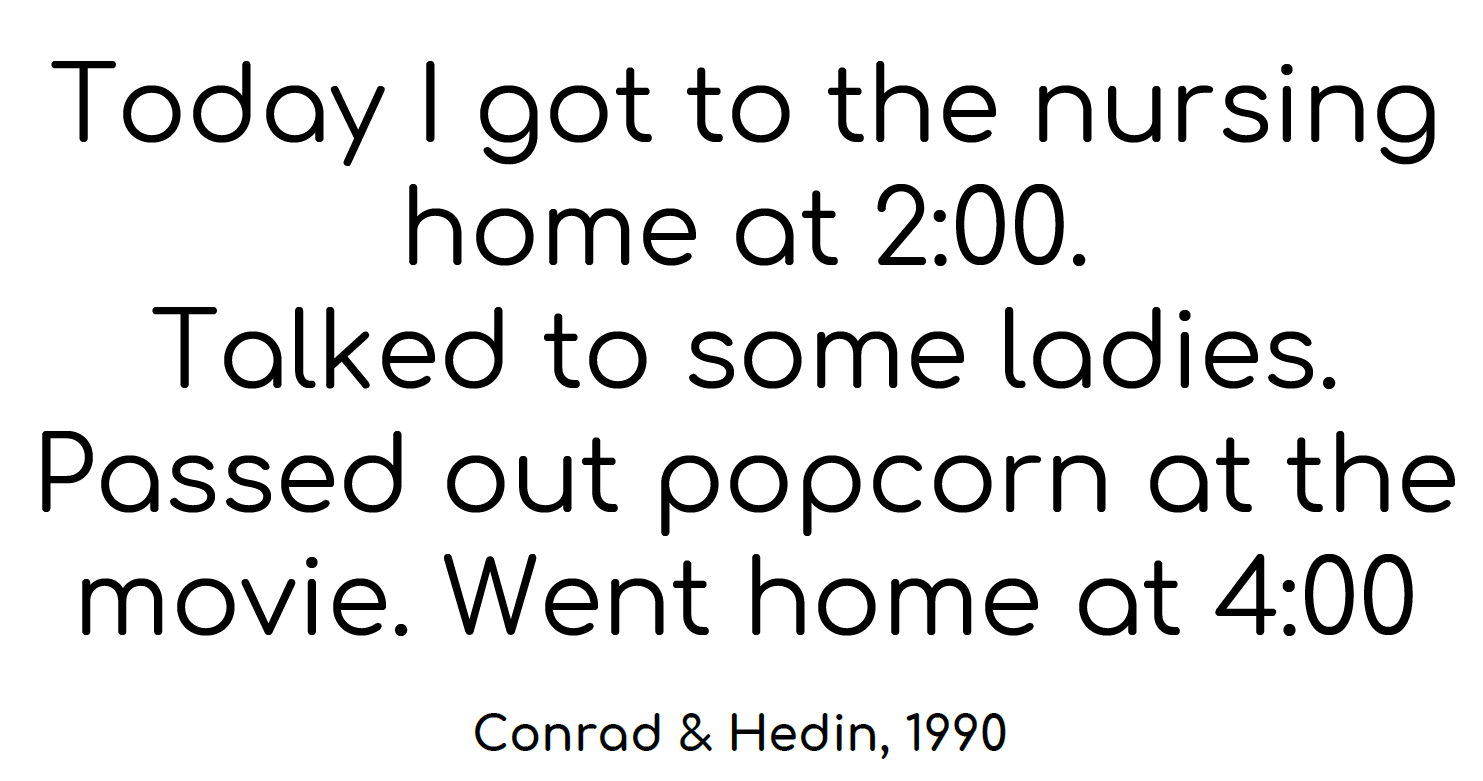 Today I got to the nursing
home at 2:00.
Talked to some ladies.
Passed out popcorn at the
movie. Went home at 4:00
Conrad & Hedin, 1990